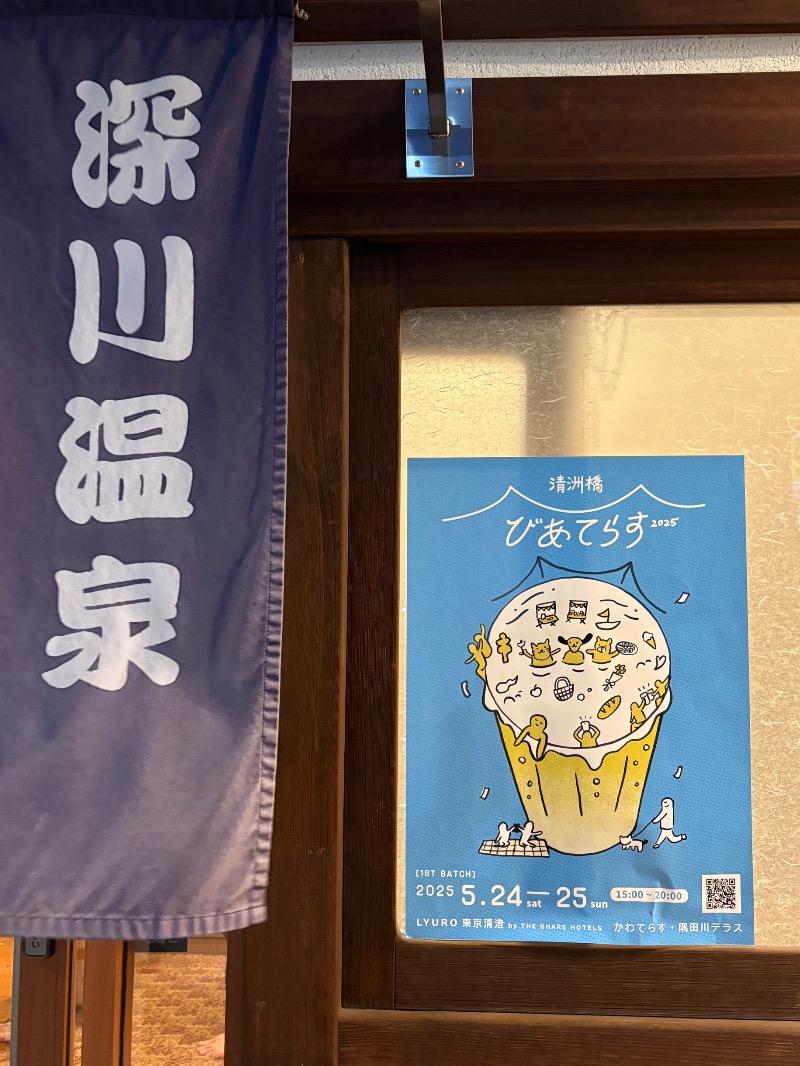 深川温泉
清洲橋
びあてらす 2025
[1ST BATCH]
2025 5.24 sat — 25 sun 15:00~20:00
LYURO 東京清澄 by THE SHARE HOTELS かわてらす・隅田川テラス